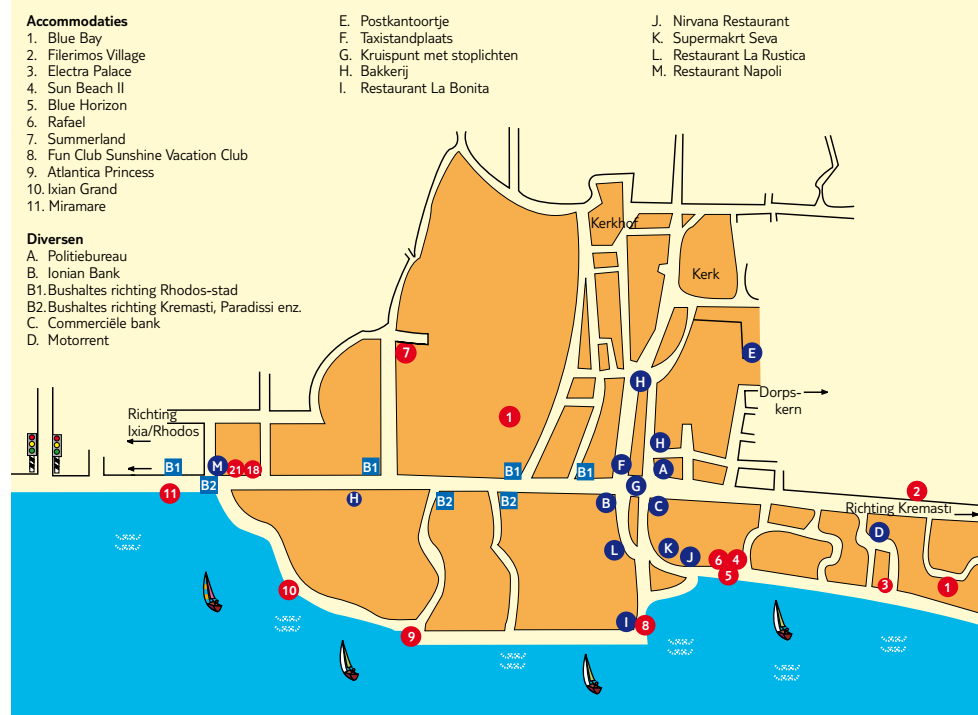 Accommodaties
1. Blue Bay
2. Filerimos Village
3. Electra Palace
4. Sun Beach II
5. Blue Horizon
6. Rafael
7. Summerland
8. Fun Club Sunshine Vacation Club
9. Atlantica Princess
10. Ixian Grand
11. Miramare
Diversen
A. Politiebureau
B. Ionian Bank
B1. Bushaltes richting Rhodos-stad
B2. Bushaltes richting Kremasti, Paradissi enz.
C. Commerciële bank
D. Motorrent
E. Postkantoortje
F. Taxistandplaats
G. Kruispunt met stoplichten
H. Bakkerij
I. Restaurant La Bonita
J. Nirvana Restaurant
K. Supermakrt Seva
L. Restaurant La Rustica
M. Restaurant Napoli
Kerkhof
Kerk
7
E
H
Dorps-
kern
1
Richting
Ixia/Rhodos
H
B1
M
21
18
B1
B1
B1
F
A
B2
11
H
B2
B2
B
G
C
2
Richting Kremasti
D
L
K
J
6
4
5
3
1
10
9
I
8